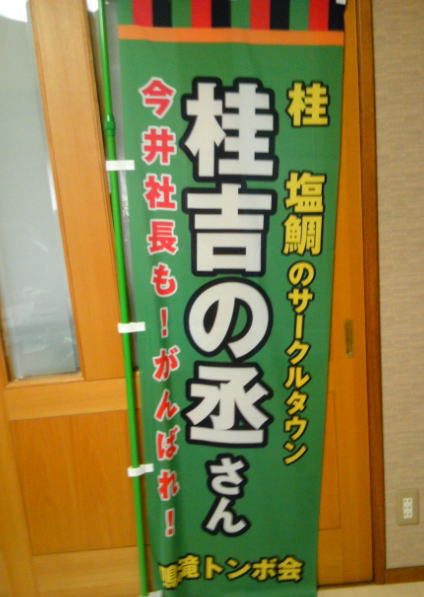 桂 塩鯛のサークルタウン
桂吉の丞さん
今井社長も!がんばれ!
滝トンボ会